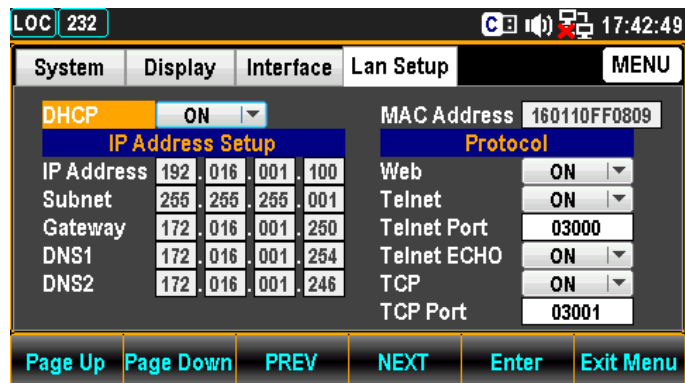 LOC 232 C 17:42:49
System Display Interface Lan Setup MENU
DHCP ON MAC Address 160110FF0809
IP Address Setup Protocol
IP Address 192 . 016 . 001 . 100 Web ON
Subnet 255 . 255 . 255 . 001 Telnet ON
Gateway 172 . 016 . 001 . 250 Telnet Port 03000
DNS1 172 . 016 . 001 . 254 Telnet ECHO ON
DNS2 172 . 016 . 001 . 246 TCP ON
TCP Port 03001
Page Up Page Down PREV NEXT Enter Exit Menu